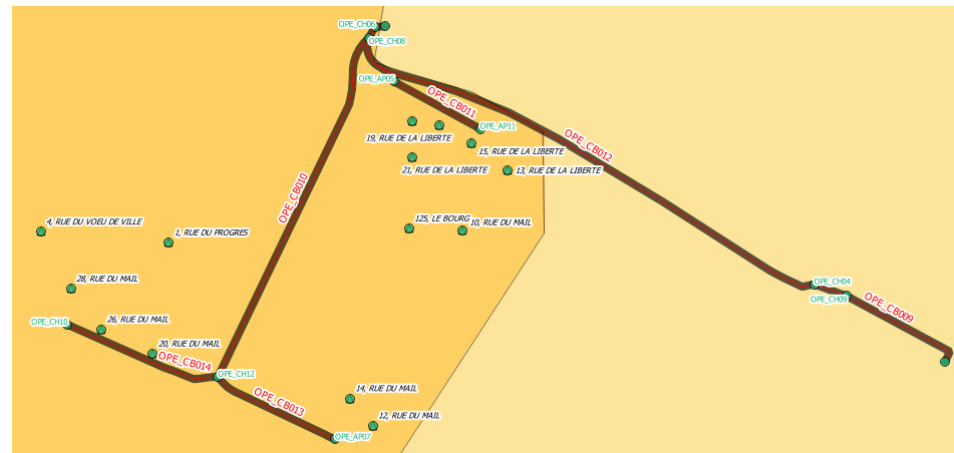 OPE_CH06
OPE_CH08
OPE_AP05
OPE_CB011
OPE_AP11
19, RUE DE LA LIBERTE
15, RUE DE LA LIBERTE
OPE_CB012
21, RUE DE LA LIBERTE
13, RUE DE LA LIBERTE
OPE_CB010
4, RUE DU VOEU DE VILLE
1, RUE DU PROGRES
125, LE BOURG
10, RUE DU MAIL
28, RUE DU MAIL
OPE_CH04
OPE_CH09
OPE_CB009
OPE_CH10
26, RUE DU MAIL
20, RUE DU MAIL
OPE_CB014
OPE_CH12
OPE_CB013
14, RUE DU MAIL
12, RUE DU MAIL
OPE_AP07